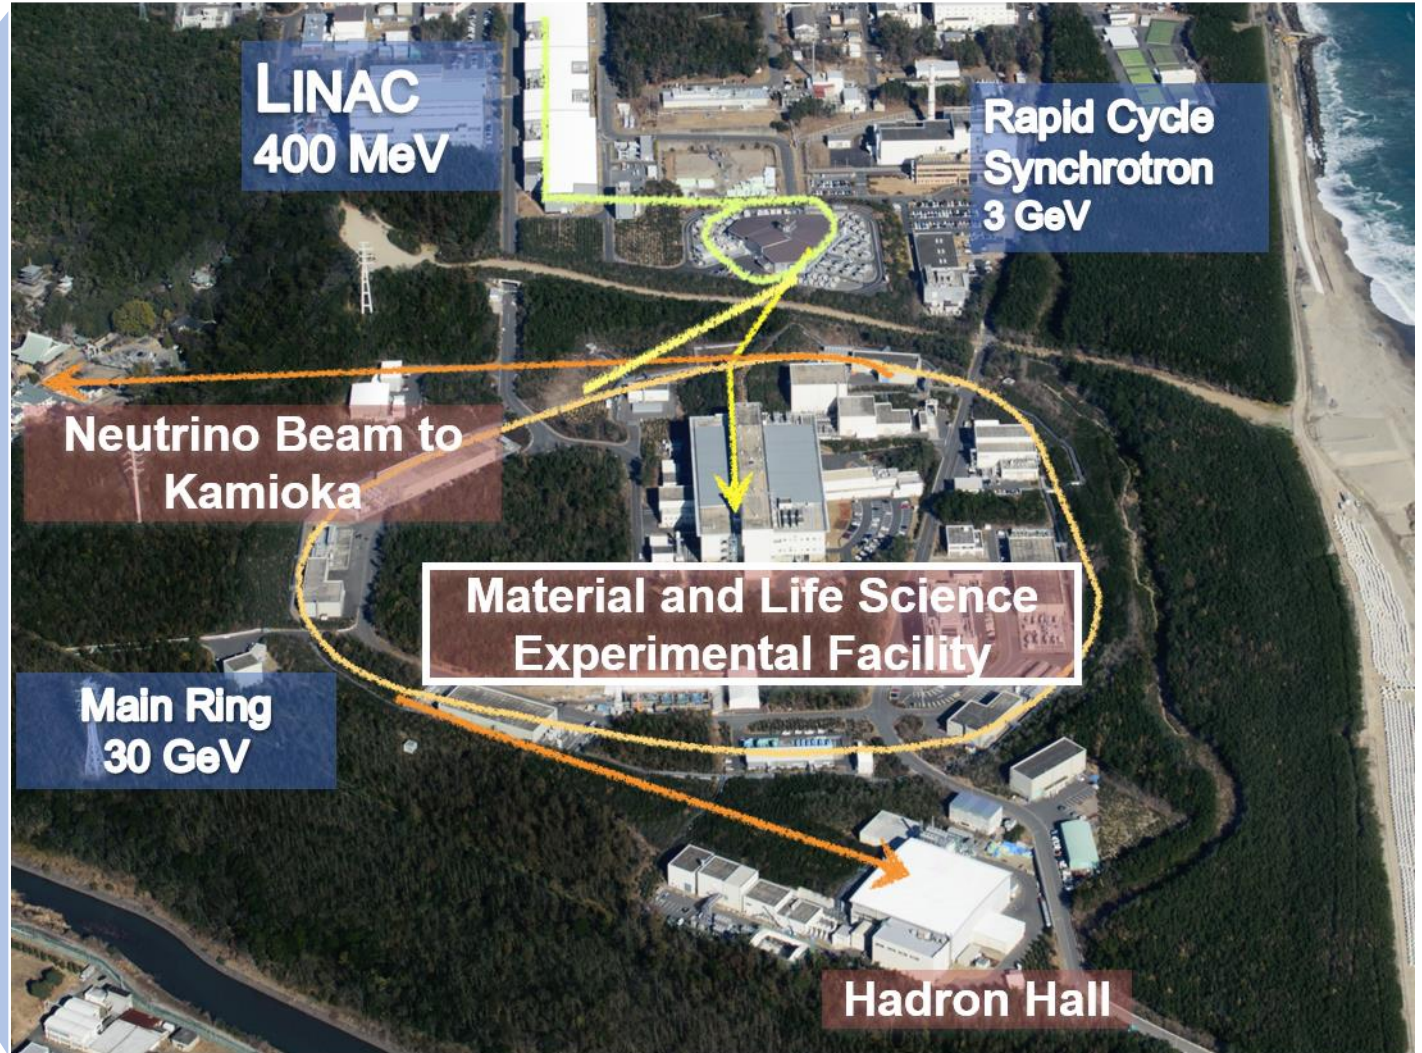 LINAC
400 MeV
Rapid Cycle
Synchrotron
3 GeV
Neutrino Beam to
Kamioka
Material and Life Science
Experimental Facility
Main Ring
30 GeV
Hadron Hall